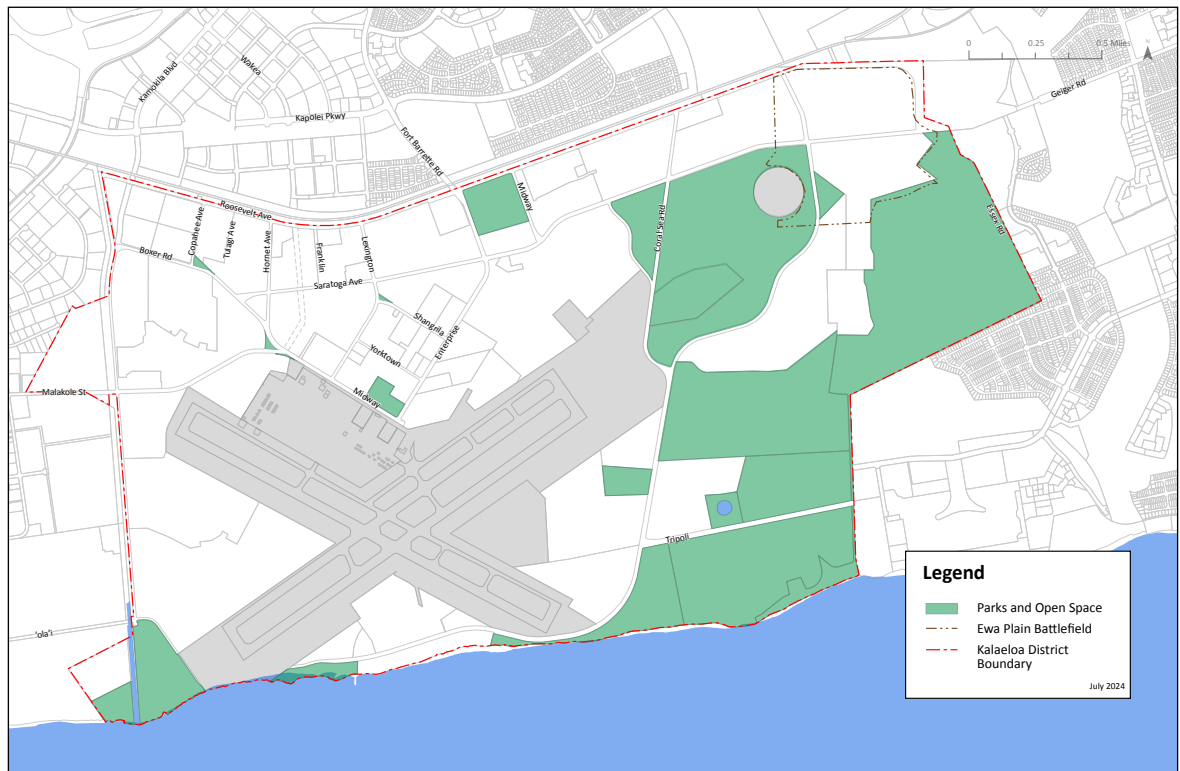 Kamokila Blvd
Wakea
0
0.25
0.5 Miles
N
Geiger Rd
Kapolei Pkwy
Fort Barrette Rd
Midway
Roosevelt Ave
Copahee Ave
Tulagi Ave
Hornet Ave
Franklin
Lexington
Coral Sea Rd
Essex Rd
Boxer Rd
Saratoga Ave
Shangrila
Enterprise
Yorktown
Midway
Malakole St
Tripoli
'ola'i
Legend
Parks and Open Space
Ewa Plain Battlefield
Kalaeloa District
Boundary
July 2024